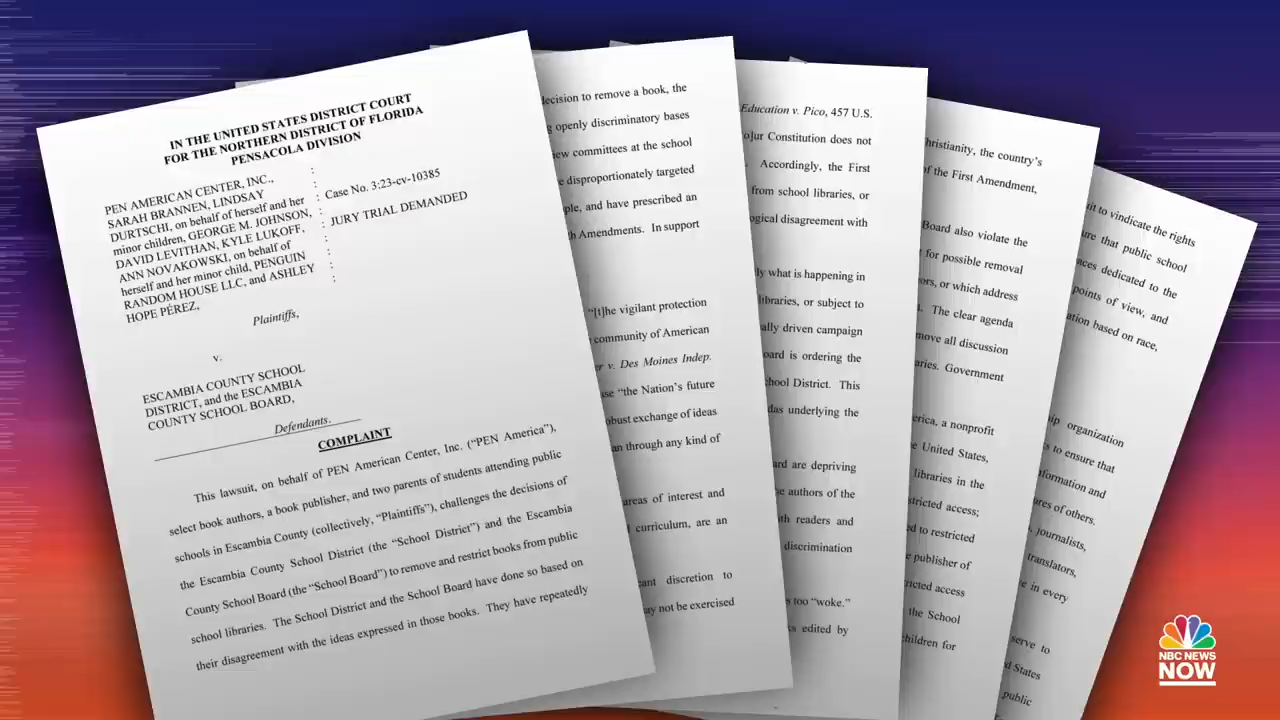 IN THE UNITED STATES DISTRICT COURT
FOR THE NORTHERN DISTRICT OF FLORIDA
PENSACOLA DIVISION
PEN AMERICAN CENTER, INC.,
SARAH BRANNEN, LINDSAY
DURTSCHI, on behalf of herself and her
minor children, GEORGE M. JOHNSON,
DAVID LEVITHAN, KYLE LUKOFF,
ANN NOVAKOWSKI, on behalf of
herself and her minor child, PENGUIN
RANDOM HOUSE LLC, and ASHLEY
HOPE PÉREZ,
Plaintiffs,
v.
ESCAMBIA COUNTY SCHOOL
DISTRICT, and the ESCAMBIA
COUNTY SCHOOL BOARD,
Defendants.
Case No. 3:23-cv-10385
JURY TRIAL DEMANDED
COMPLAINT
This lawsuit, on behalf of PEN American Center, Inc. ("PEN America"),
select book authors, a book publisher, and two parents of students attending public
schools in Escambia County (collectively, "Plaintiffs"), challenges the decisions of
the Escambia County School District (the "School District") and the Escambia
County School Board (the "School Board") to remove and restrict books from public
school libraries. The School District and the School Board have done so based on
their disagreement with the ideas expressed in those books. They have repeatedly
decision to remove a book, the
openly discriminatory bases
committees at the school
disproportionately targeted
and have prescribed an
Amendments. In support
"[t]he vigilant protection
community of American
v. Des Moines Indep.
"the Nation's future
exchange of ideas
through any kind of
areas of interest and
curriculum, are an
discretion to
not be exercised
Education v. Pico, 457 U.S.
o]ur Constitution does not
Accordingly, the First
from school libraries, or
disagreement with
what is happening in
libraries, or subject to
driven campaign
is ordering the
School District. This
underlying the
are depriving
authors of the
readers and
discrimination
too "woke."
edited by
Christianity, the country's
of the First Amendment,
Board also violate the
for possible removal
or which address
The clear agenda
all discussion
Government
a nonprofit
United States,
libraries in the
access;
to restricted
publisher of
access
the School
children for
to vindicate the rights
that public school
dedicated to the
points of view, and
based on race,
organization
to ensure that
information and
of others.
journalists,
translators,
in every
serve to
States
public
NBC NEWS
NOW